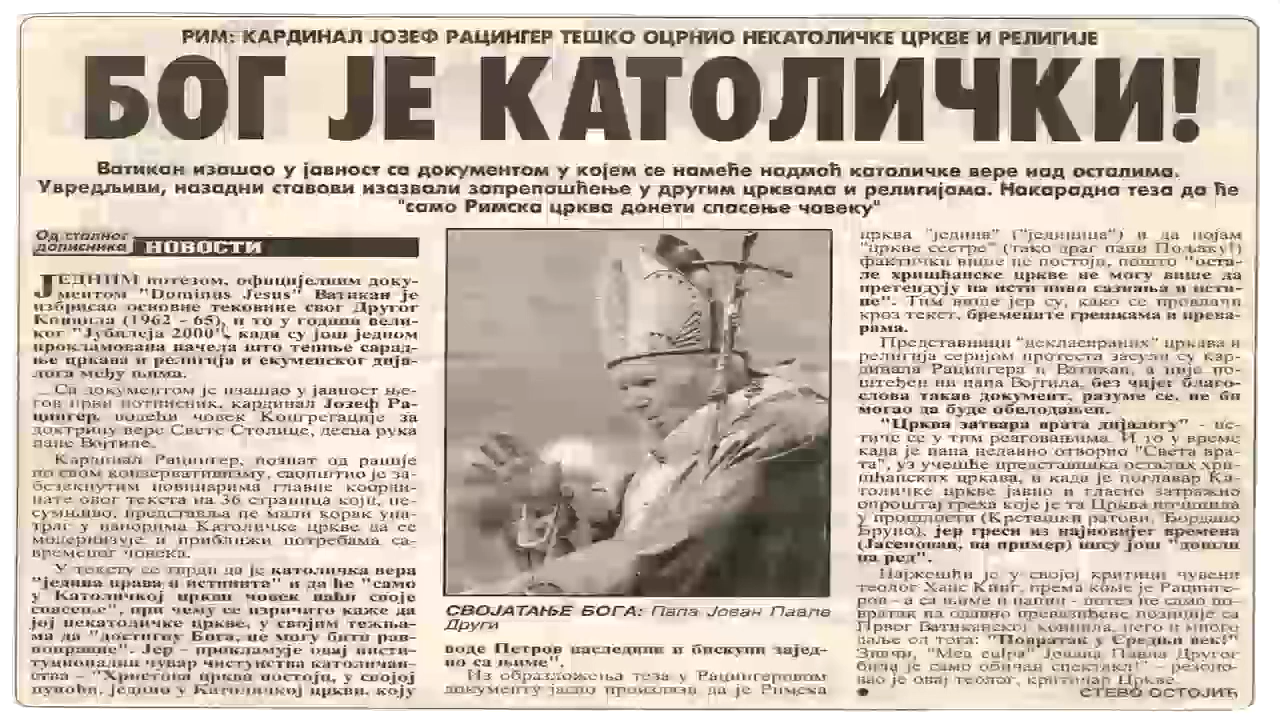 РИМ: КАРДИНАЛ ЈОЗЕФ РАЦИНГЕР ТЕШКО ОЦРНИО НЕКАТОЛИЧКЕ ЦРКВЕ И РЕЛИГИЈЕ
БОГ ЈЕ КАТОЛИЧКИ!
Ватикан изашао у јавност са документом у којем се намеће надмоћ католичке вере над осталима.
Увредљиви, назадни ставови изазвали запрепашћење у другим црквама и религијама. Накарадна теза да ће
"само Римска црква донети спасење човеку"
Од сталног
дописника НОВОСТИ
ЈЕДНИМ потезом, официјелним доку-
ментом "Dominus Jesus" Ватикан је
избрисао основне тековине свог Другог
Концила (1962 - 65), и то у години вели-
ког "Јубилеја 2000", када су још једном
прокламована начела што тешње сарад-
ње цркава и религија и екуменског дија-
лога међу њима.
Са документом је изашао у јавност ње-
гов први потписник, кардинал Јозеф Ра-
цингер, водећи човек Конгрегације за
доктрину вере Свете Столице, десна рука
папе Војтиле.
Кардинал Рацингер, познат од раније
по свом конзервативизму, саопштио је за-
безекнутим новинарима главне коорди-
нате овог текста на 36 страница који, не-
сумњиво, представља не мали корак уна-
траг у напорима Католичке цркве да се
модернизује и приближи потребама са-
временог човека.
У тексту се тврди да је католичка вера
"једина права и истинита" и да ће "само
у Католичкој цркви човек наћи своје
спасење", при чему се изричито каже да
јој некатоличке цркве, у својим тежња-
ма да "достигну Бога, не могу бити рав-
ноправне". Јер - прокламује овај инсти-
туционални чувар чистунства католичан-
ства - "Христова црква постоји, у својој
пуноћи, једино у Католичкој цркви, коју
СВОЈАТАЊЕ БОГА: Папа Јован Павле
Други
воде Петров наследник и бискупи зајед-
но са њиме".
Из образложења теза у Рацингеровом
документу јасно произлази да је Римска
црква "једина" ("јединица") и да појам
"цркве сестре" (тако драг папи Пољаку!)
фактички више не постоји, пошто "оста-
ле хришћанске цркве не могу више да
претендују на исти ниво сазнања и исти-
не". Тим више јер су, како се провлачи
кроз текст, бремените грешкама и прева-
рама.
Представници "декласираних" цркава и
религија серијом протеста засули су кар-
динала Рацингера и Ватикан, а није по-
штеђен ни папа Војтила, без чијег благо-
слова такав документ, разуме се, не би
могао да буде обелодањен.
"Црква затвара врата дијалогу" - ис-
тиче се у тим реаговањима. И то у време
када је папа недавно отворио "Света вра-
та", уз учешће представника осталих хри-
шћанских цркава, и када је поглавар Ка-
толичке цркве јавно и гласно затражио
опроштај греха које је та Црква починила
у прошлости (Крсташки ратови, Ђордано
Бруно), јер греси из најновијег времена
(Јасеновац, на пример) нису још "дошли
на ред".
Најжешћи је у својој критици чувени
теолог Ханс Кинг, према коме је Рацинге-
ров - а са њиме и папин - потез не само по-
вратак на одавно превазиђене позиције са
Првог Ватиканског концила, него и много
даље од тога: "Повратак у Средњи век!"
Значи, "Mea culpa" Јована Павла Другог
била је само обичан спектакл!" - резоно-
вао је овај теолог, критичар Цркве.
СТЕВО ОСТОЈИЋ